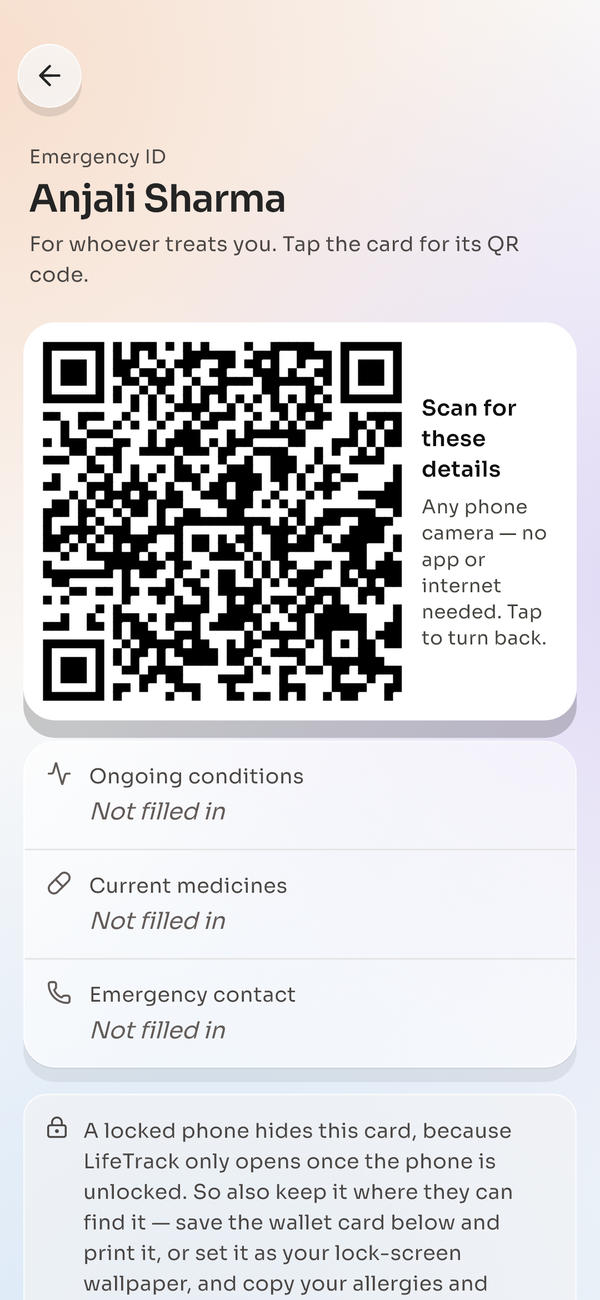 Emergency ID
Anjali Sharma
For whoever treats you. Tap the card for its QR
code.
Scan for
these
details
Any phone
camera — no
app or
internet
needed. Tap
to turn back.
Ongoing conditions
Not filled in
Current medicines
Not filled in
Emergency contact
Not filled in
A locked phone hides this card, because
LifeTrack only opens once the phone is
unlocked. So also keep it where they can
find it — save the wallet card below and
print it, or set it as your lock-screen
wallpaper, and copy your allergies and